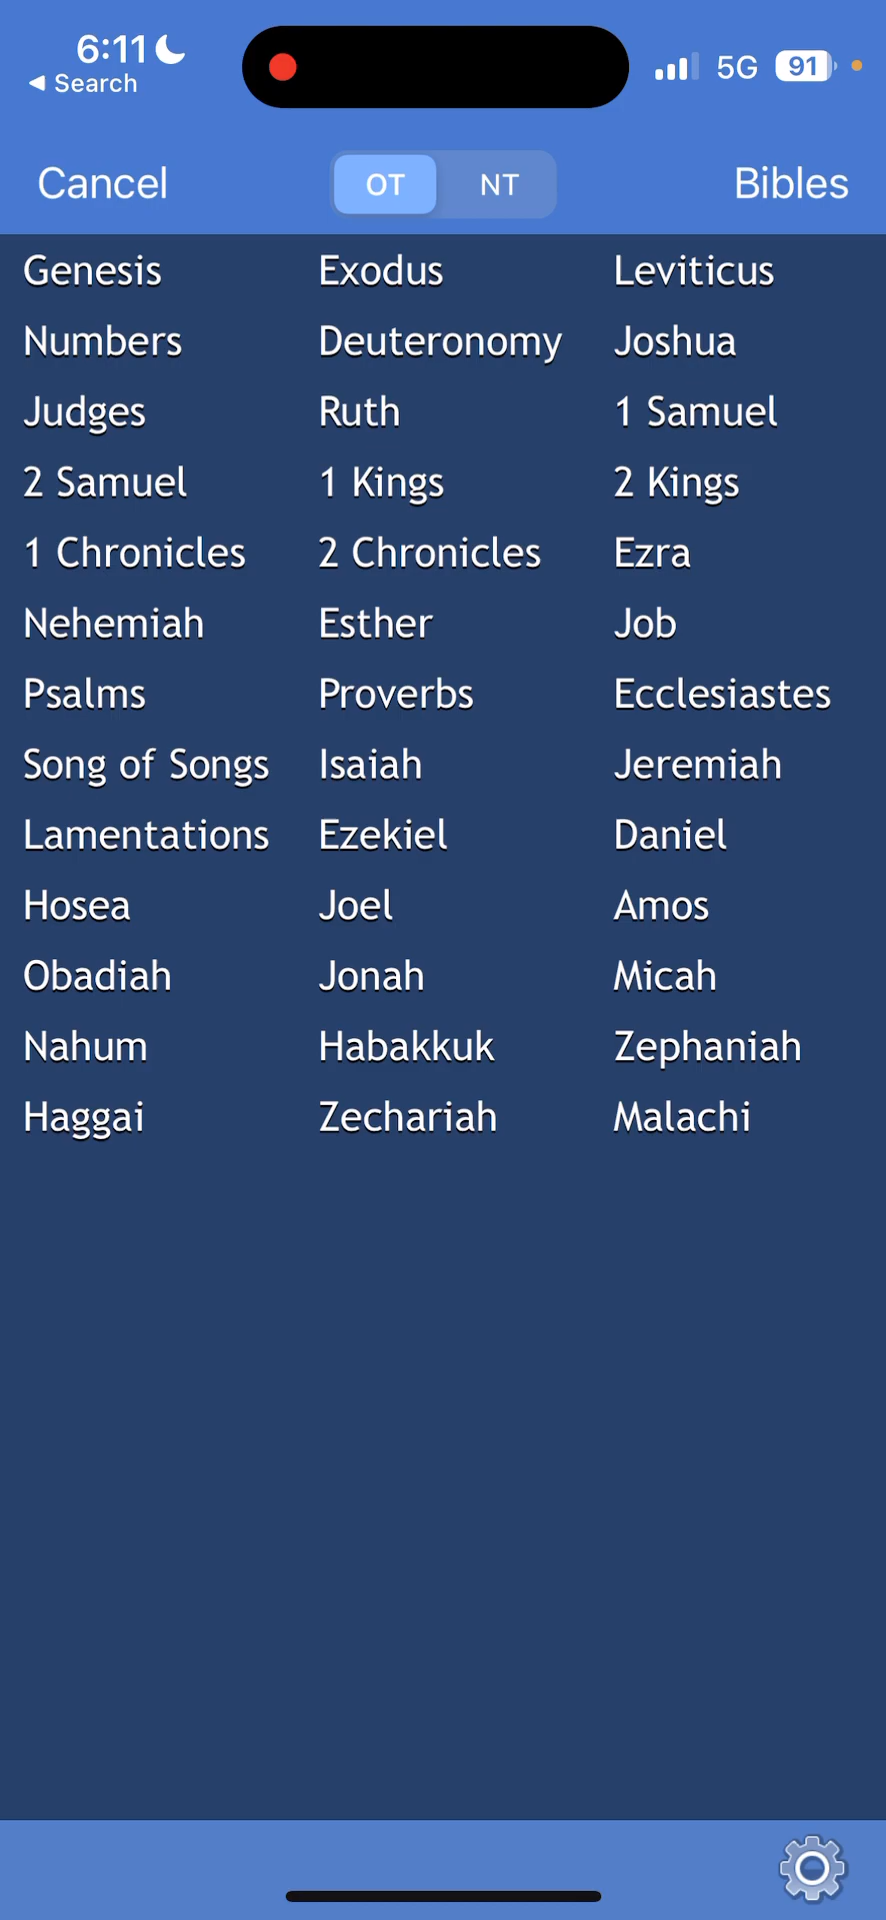 6:11
◀ Search
5G 91
Cancel OT NT Bibles
Genesis Exodus Leviticus
Numbers Deuteronomy Joshua
Judges Ruth 1 Samuel
2 Samuel 1 Kings 2 Kings
1 Chronicles 2 Chronicles Ezra
Nehemiah Esther Job
Psalms Proverbs Ecclesiastes
Song of Songs Isaiah Jeremiah
Lamentations Ezekiel Daniel
Hosea Joel Amos
Obadiah Jonah Micah
Nahum Habakkuk Zephaniah
Haggai Zechariah Malachi